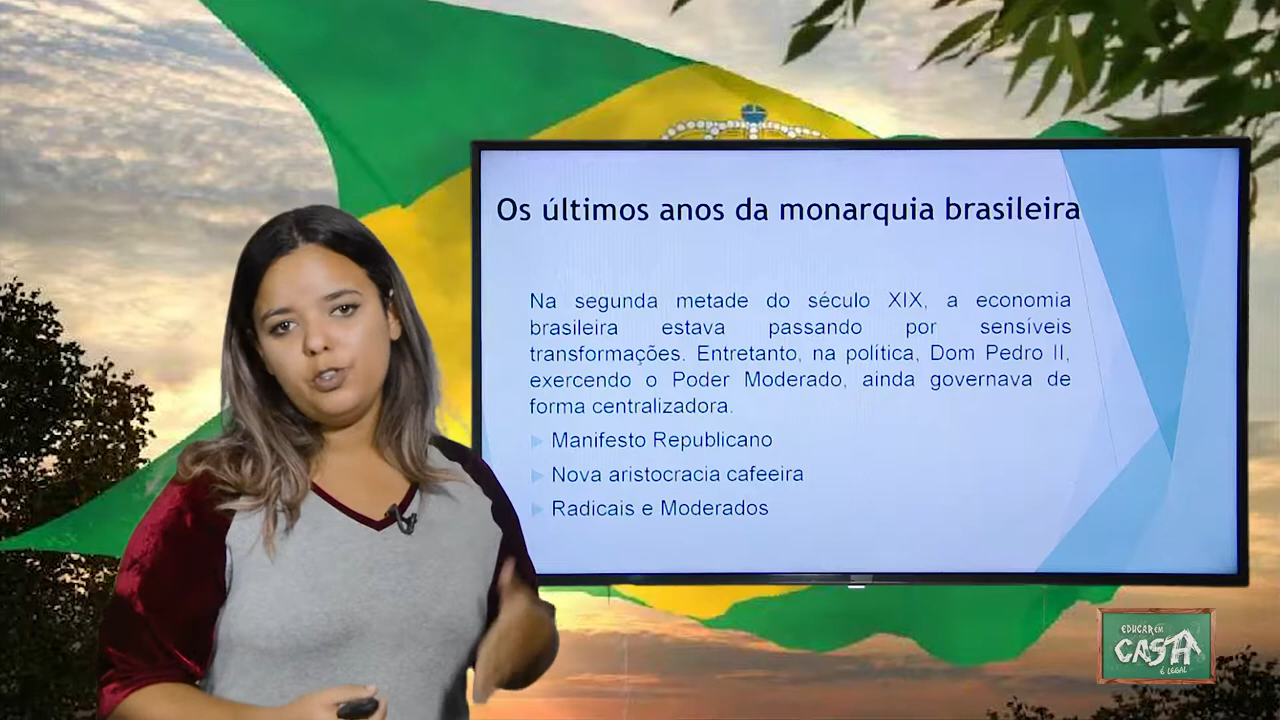 Os últimos anos da monarquia brasileira
Na segunda metade do século XIX, a economia
brasileira estava passando por sensíveis
transformações. Entretanto, na política, Dom Pedro II,
exercendo o Poder Moderado, ainda governava de
forma centralizadora.
Manifesto Republicano
Nova aristocracia cafeeira
Radicais e Moderados
EDUCAR EM
CASA
É LEGAL